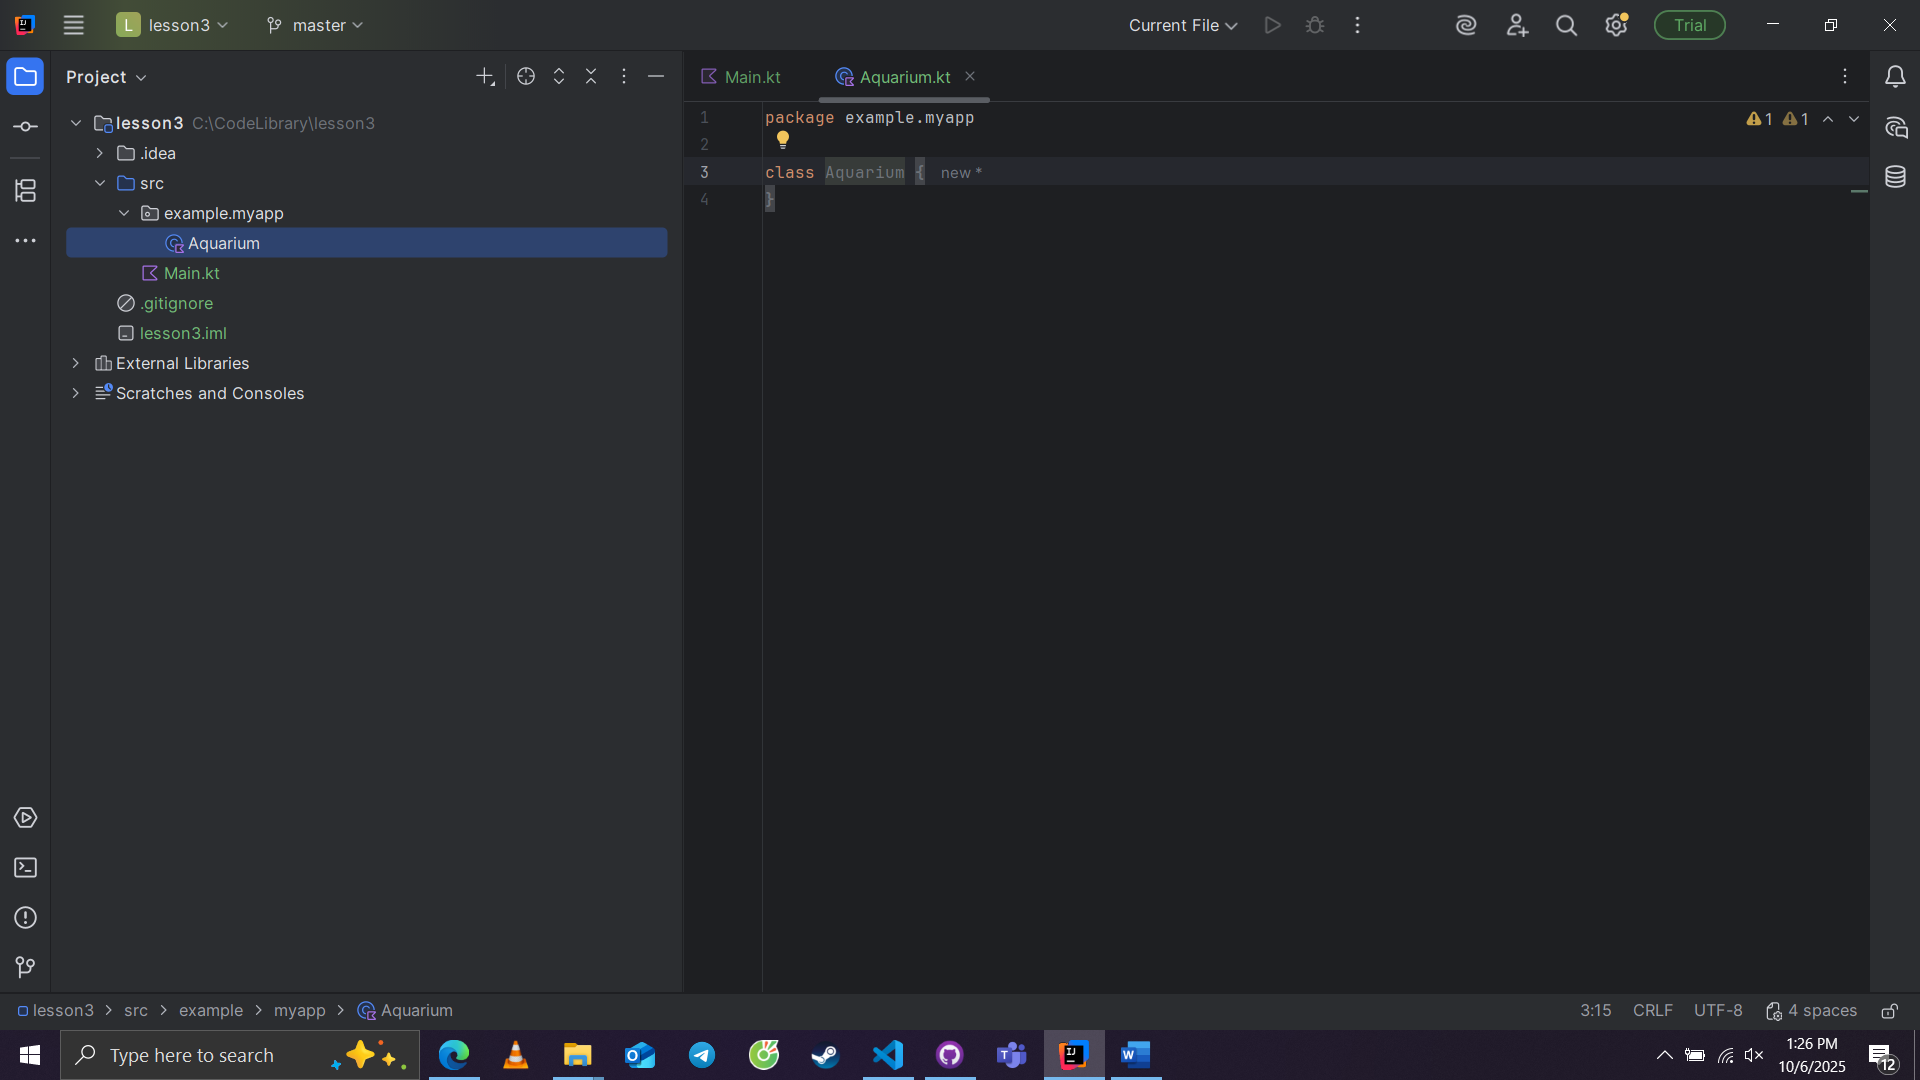 L lesson3 master Current File Trial
Project
Main.kt Aquarium.kt
lesson3 C:\CodeLibrary\lesson3
.idea
src
example.myapp
Aquarium
Main.kt
.gitignore
lesson3.iml
External Libraries
Scratches and Consoles
1 package example.myapp
1 1
2
3 class Aquarium { new *
4 }
lesson3 > src > example > myapp > Aquarium
3:15 CRLF UTF-8 4 spaces
Type here to search
1:26 PM
10/6/2025
12